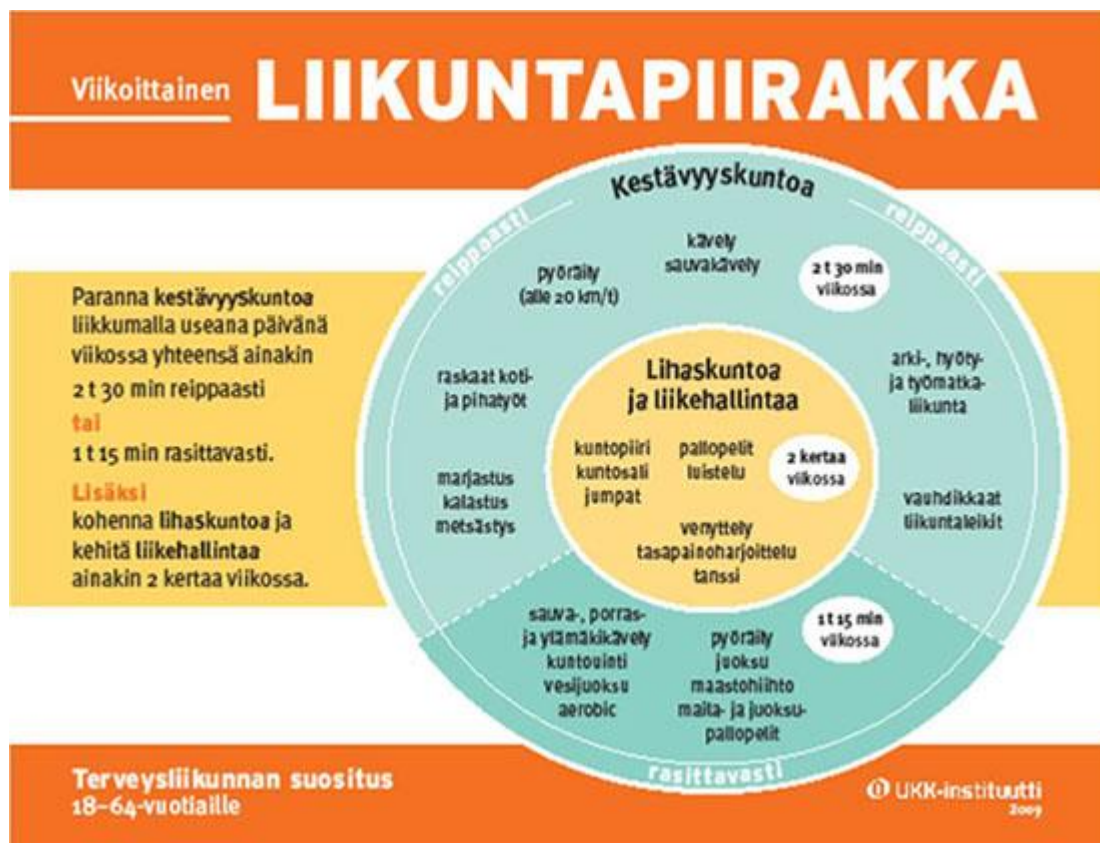 Viikoittainen LIIKUNTAPIIRAKKA
Paranna kestävyyskuntoa
liikkumalla useana päivänä
viikossa yhteensä ainakin
2 t 30 min reippaasti
tai
1 t 15 min rasittavasti.
Lisäksi
kohenna lihaskuntoa ja
kehitä liikehallintaa
ainakin 2 kertaa viikossa.
Kestävyyskuntoa
reippaasti
reippaasti
kävely
sauvakävely
2 t 30 min
viikossa
pyöräily
(alle 20 km/t)
raskaat koti-
ja pihatyöt
marjastus
kalastus
metsästys
arki-, hyöty-
ja työmatka-
liikunta
vauhdikkaat
liikuntaleikit
Lihaskuntoa
ja liikehallintaa
kuntopiiri
kuntosali
jumpat
pallopelit
luistelu
2 kertaa
viikossa
venyttely
tasapainoharjoittelu
tanssi
sauva-, porras-
ja ylämäkikävely
kuntouinti
vesijuoksu
aerobic
pyöräily
juoksu
maastohiihto
maila- ja juoksu-
pallopelit
1 t 15 min
viikossa
rasittavasti
Terveysliikunnan suositus
18–64-vuotiaille
UKK-instituutti
2009